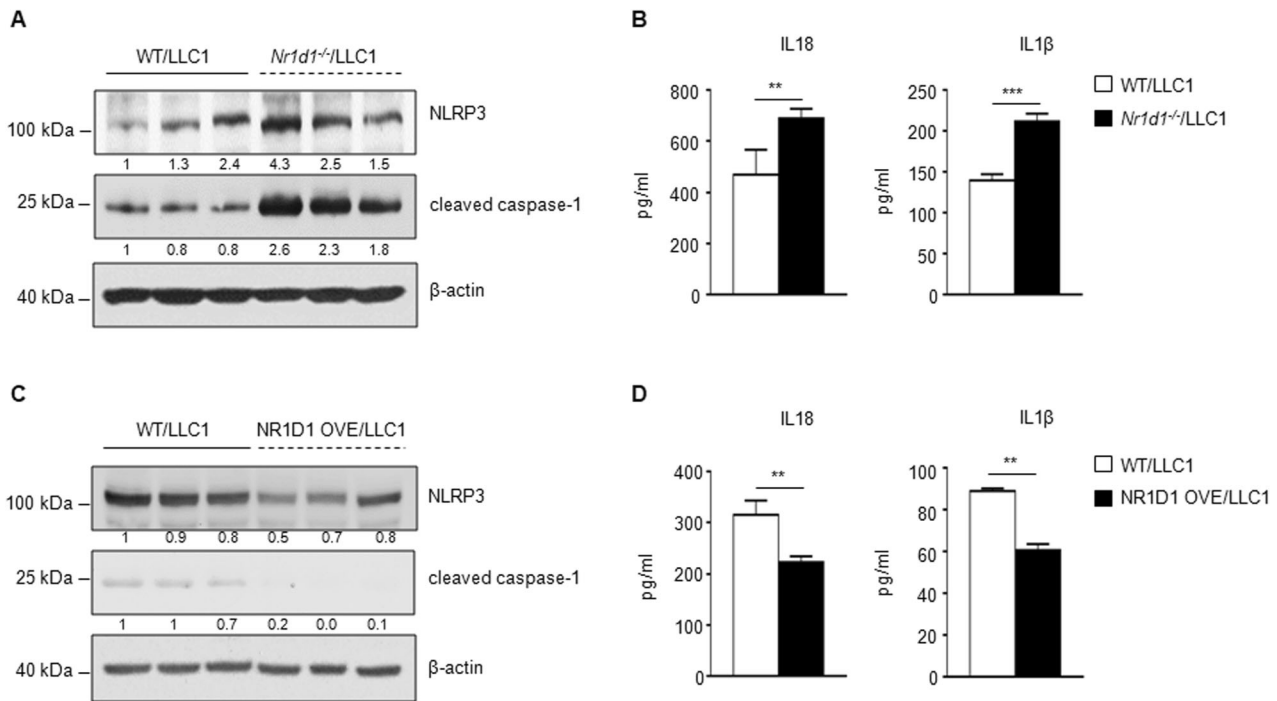 A
WT/LLC1 Nr1d1-/-/LLC1
NLRP3
100 kDa
1 1.3 2.4 4.3 2.5 1.5
25 kDa
cleaved caspase-1
1 0.8 0.8 2.6 2.3 1.8
40 kDa
β-actin
B
IL18
**
pg/ml
800
600
400
200
0
IL1β
***
pg/ml
250
200
150
100
50
0
WT/LLC1
Nr1d1-/-/LLC1
C
WT/LLC1 NR1D1 OVE/LLC1
NLRP3
100 kDa
1 0.9 0.8 0.5 0.7 0.8
25 kDa
cleaved caspase-1
1 1 0.7 0.2 0.0 0.1
40 kDa
β-actin
D
IL18
**
pg/ml
400
300
200
100
0
IL1β
**
pg/ml
100
80
60
40
20
0
WT/LLC1
NR1D1 OVE/LLC1